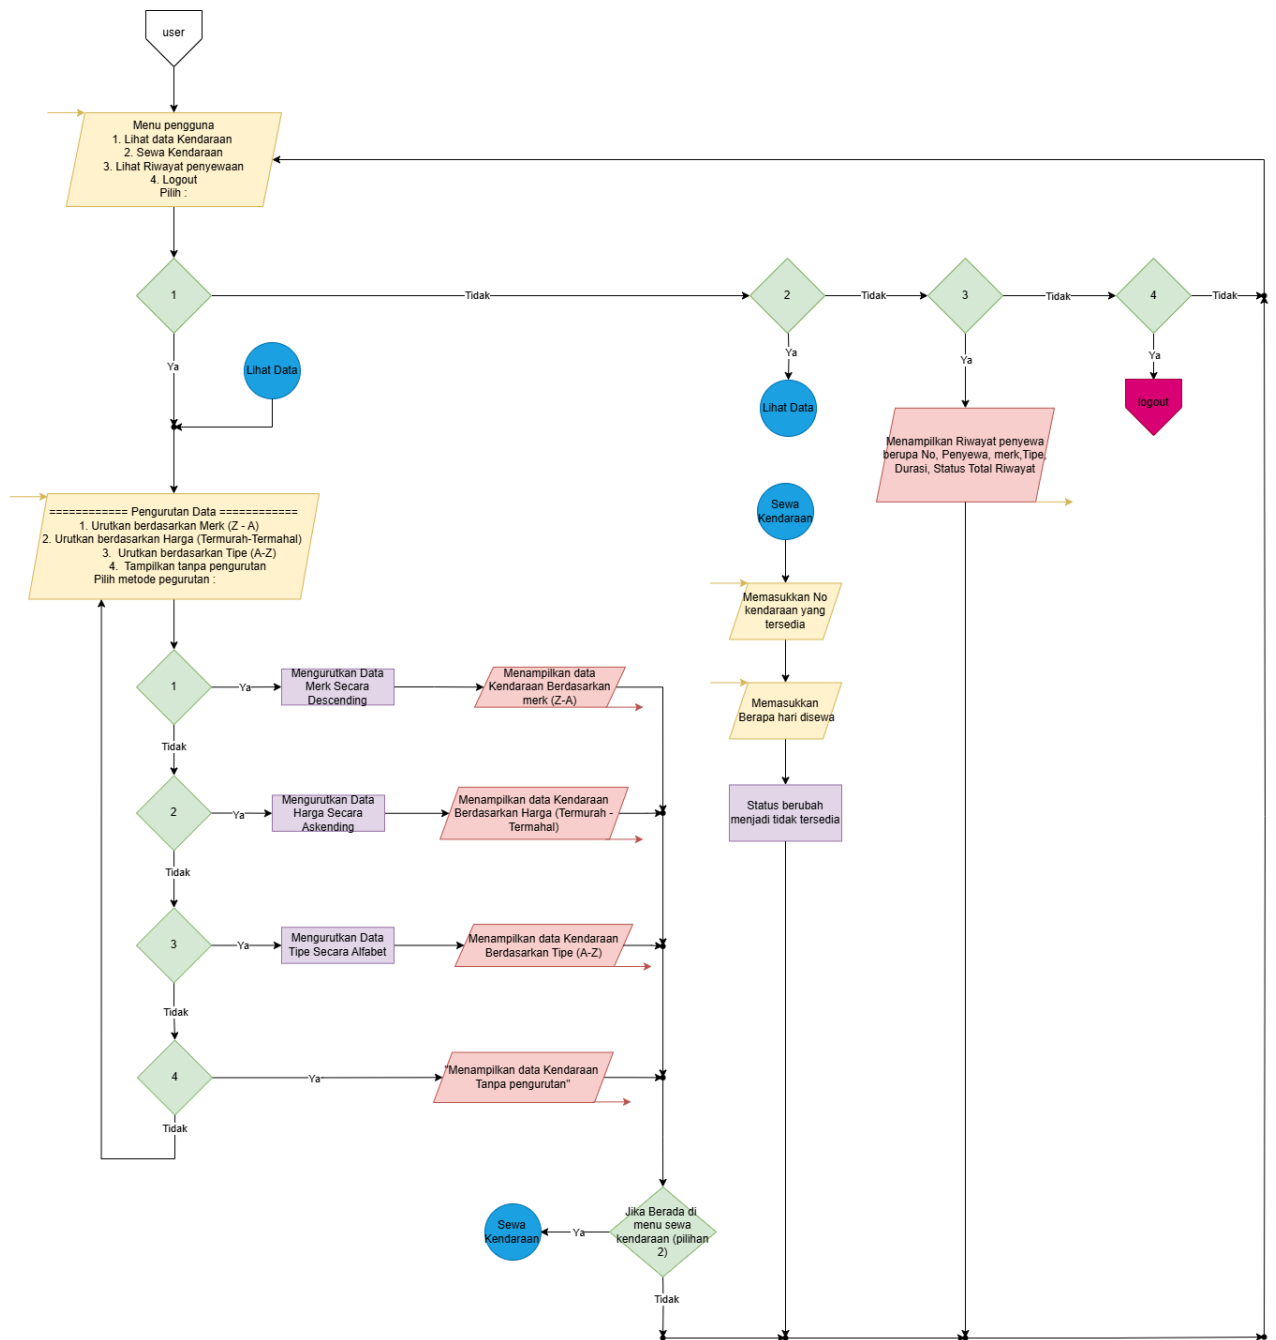 user
Menu pengguna
1. Lihat data Kendaraan
2. Sewa Kendaraan
3. Lihat Riwayat penyewaan
4. Logout
Pilih :
1
Tidak
2
Tidak
3
Tidak
4
Tidak
Ya
Lihat Data
Ya
Lihat Data
Ya
Menampilkan Riwayat penyewa
berupa No, Penyewa, merk,Tipe,
Durasi, Status Total Riwayat
Ya
logout
============ Pengurutan Data ============
1. Urutkan berdasarkan Merk (Z - A)
2. Urutkan berdasarkan Harga (Termurah-Termahal)
3. Urutkan berdasarkan Tipe (A-Z)
4. Tampilkan tanpa pengurutan
Pilih metode pegurutan :
Sewa
Kendaraan
Memasukkan No
kendaraan yang
tersedia
Memasukkan
Berapa hari disewa
Status berubah
menjadi tidak tersedia
1
Ya
Mengurutkan Data
Merk Secara
Descending
Menampilkan data
Kendaraan Berdasarkan
merk (Z-A)
Tidak
2
Ya
Mengurutkan Data
Harga Secara
Askending
Menampilkan data Kendaraan
Berdasarkan Harga (Termurah -
Termahal)
Tidak
3
Ya
Mengurutkan Data
Tipe Secara Alfabet
Menampilkan data Kendaraan
Berdasarkan Tipe (A-Z)
Tidak
4
Ya
"Menampilkan data Kendaraan
Tanpa pengurutan"
Tidak
Jika Berada di
menu sewa
kendaraan (pilihan
2)
Ya
Sewa
Kendaraan
Tidak